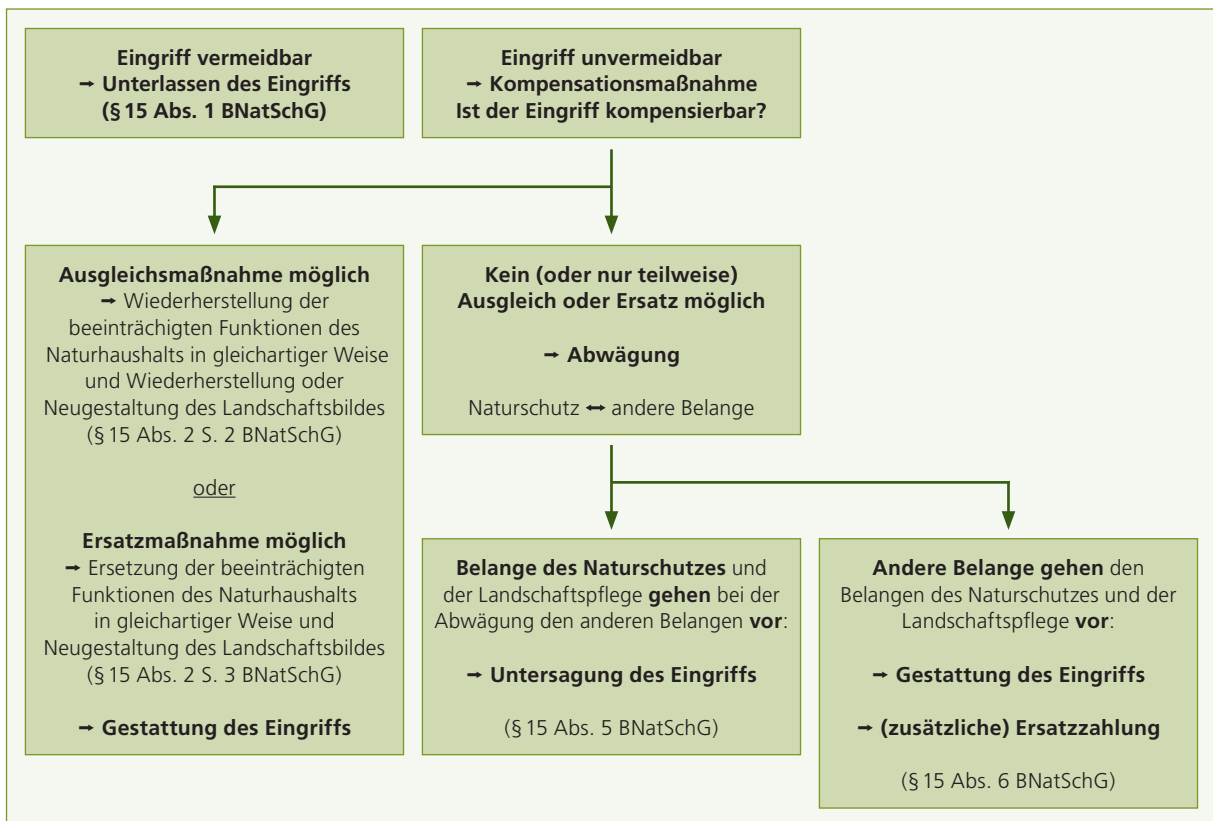 Eingriff vermeidbar
→ Unterlassen des Eingriffs
(§ 15 Abs. 1 BNatSchG)
Eingriff unvermeidbar
→ Kompensationsmaßnahme
Ist der Eingriff kompensierbar?
Ausgleichsmaßnahme möglich
→ Wiederherstellung der
beeinträchtigten Funktionen des
Naturhaushalts in gleichartiger Weise
und Wiederherstellung oder
Neugestaltung des Landschaftsbildes
(§ 15 Abs. 2 S. 2 BNatSchG)
oder
Ersatzmaßnahme möglich
→ Ersetzung der beeinträchtigten
Funktionen des Naturhaushalts
in gleichartiger Weise und
Neugestaltung des Landschaftsbildes
(§ 15 Abs. 2 S. 3 BNatSchG)
→ Gestattung des Eingriffs
Kein (oder nur teilweise)
Ausgleich oder Ersatz möglich
→ Abwägung
Naturschutz ↔ andere Belange
Belange des Naturschutzes und
der Landschaftspflege gehen bei der
Abwägung den anderen Belangen vor:
→ Untersagung des Eingriffs
(§ 15 Abs. 5 BNatSchG)
Andere Belange gehen den
Belangen des Naturschutzes und der
Landschaftspflege vor:
→ Gestattung des Eingriffs
→ (zusätzliche) Ersatzzahlung
(§ 15 Abs. 6 BNatSchG)